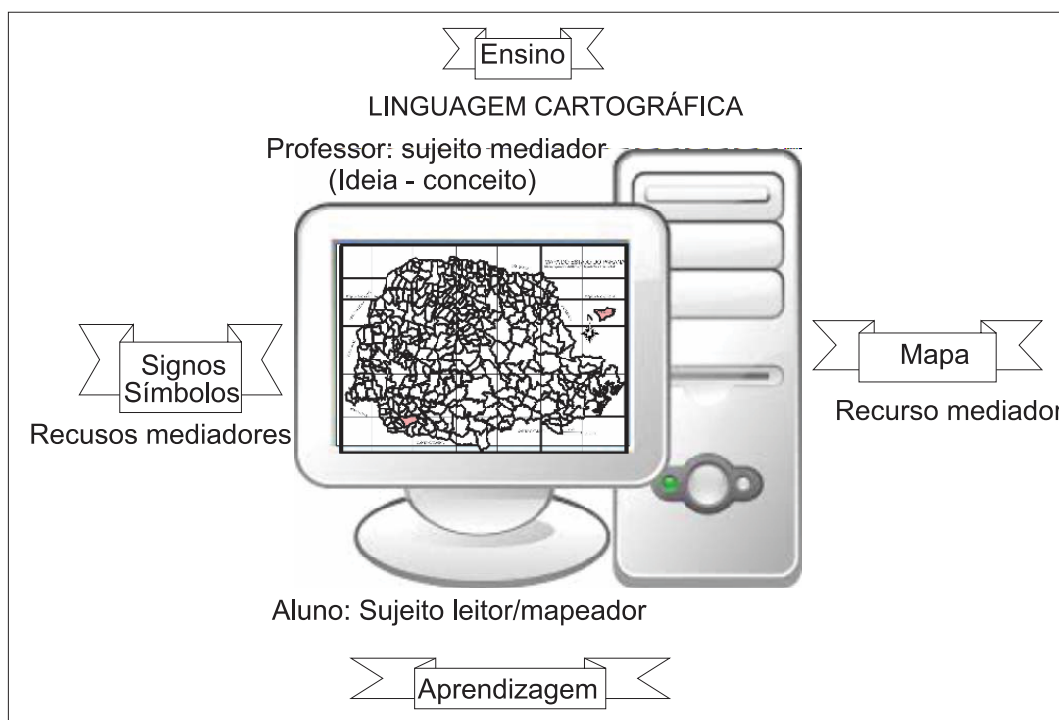 Ensino
LINGUAGEM CARTOGRÁFICA
Professor: sujeito mediador
(Ideia - conceito)
Signos
Símbolos
Recusos mediadores
Mapa
Recurso mediador
Aluno: Sujeito leitor/mapeador
Aprendizagem